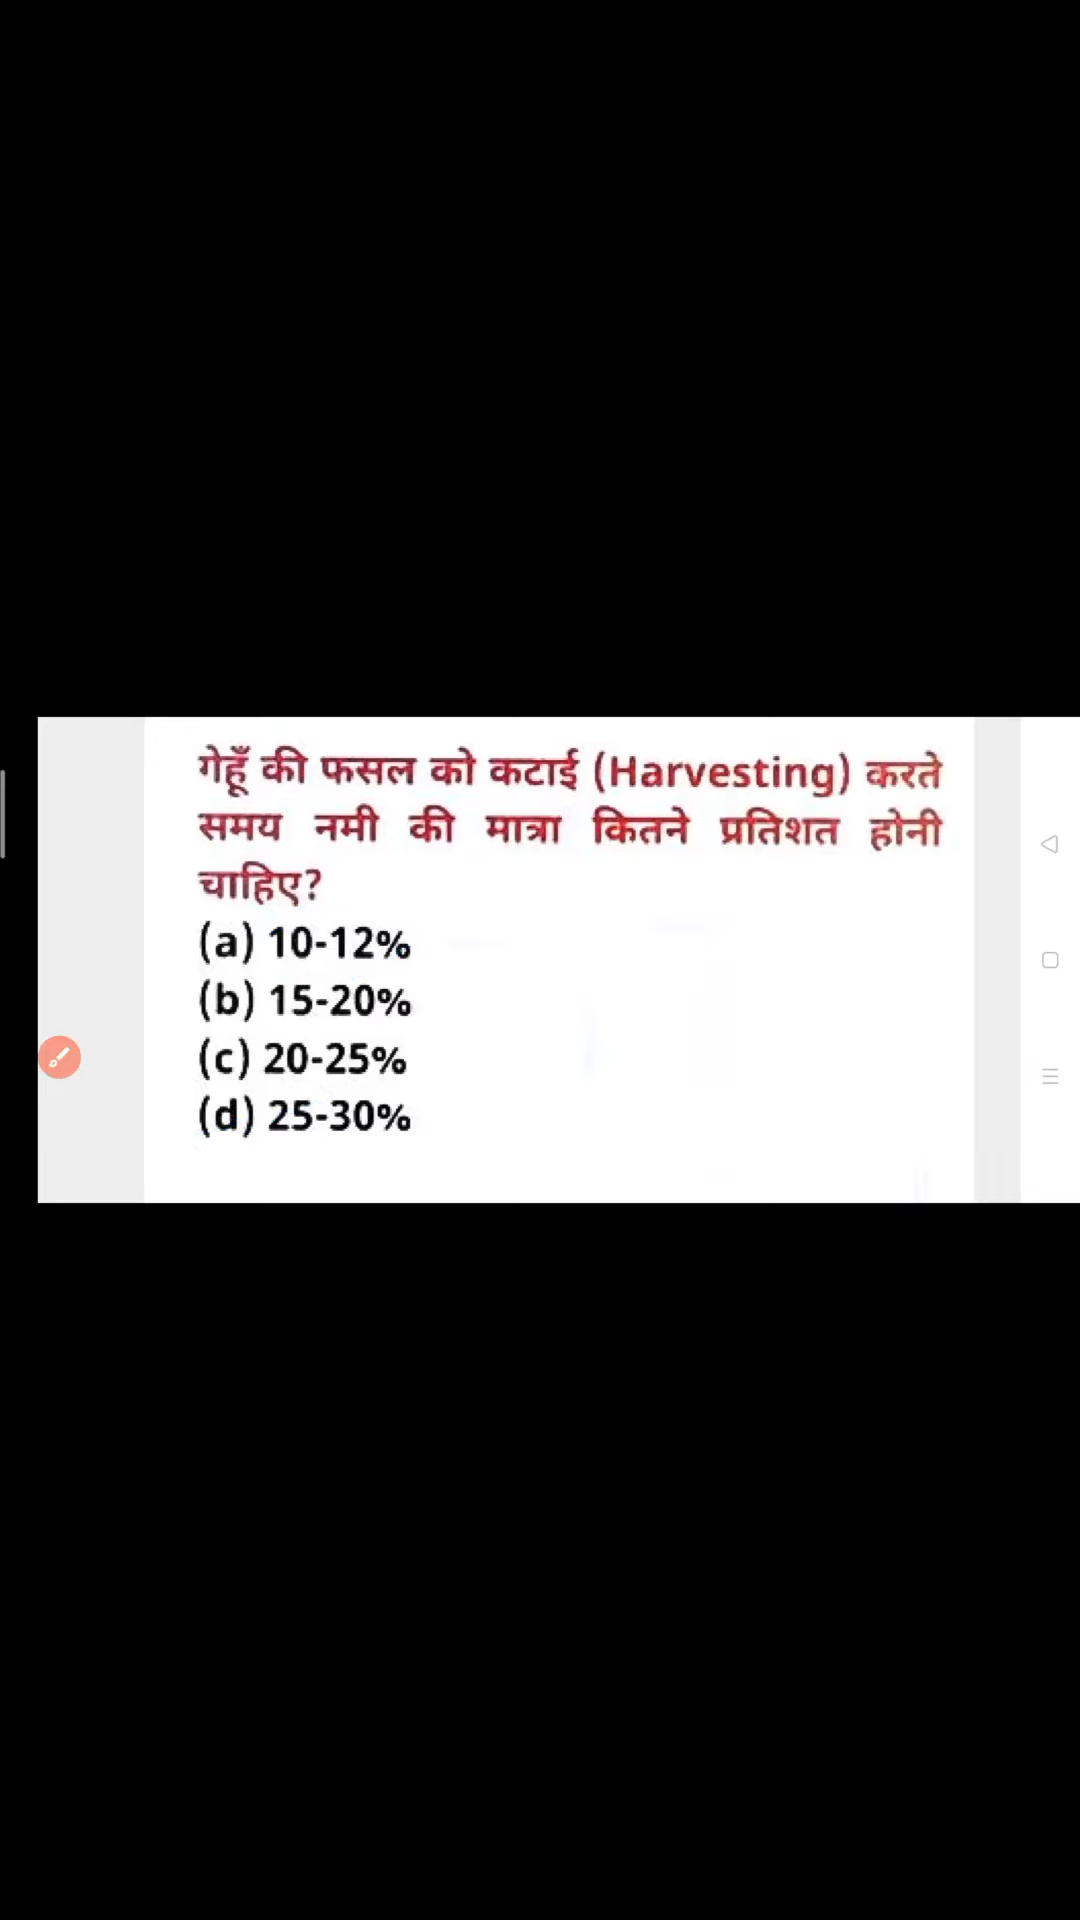 गेहूँ की फसल को कटाई (Harvesting) करते
समय नमी की मात्रा कितने प्रतिशत होनी
चाहिए?
(a) 10-12%
(b) 15-20%
(c) 20-25%
(d) 25-30%